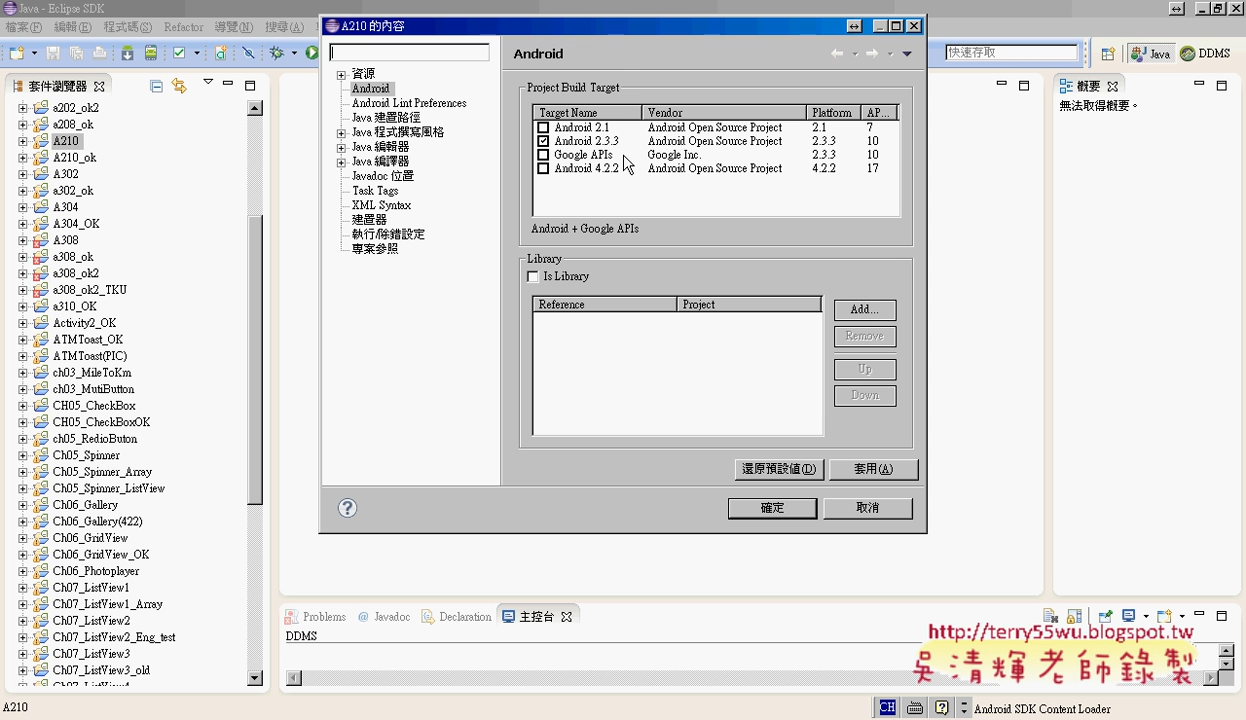 Java - Eclipse SDK
檔案(F) 編輯(E) 程式碼(S) Refactor 導覽(N) 搜尋(A)
快速存取
Java
DDMS
套件瀏覽器
a202_ok2
a208_ok
A210
A210_ok
A302
a302_ok
A304
A304_OK
A308
a308_ok
a308_ok2
a308_ok2_TKU
a310_OK
Activity2_OK
ATMToast_OK
ATMToast(PIC)
ch03_MileToKm
ch03_MutiButton
CH05_CheckBox
CH05_CheckBoxOK
ch05_RedioButon
Ch05_Spinner
Ch05_Spinner_Array
Ch05_Spinner_ListView
Ch06_Gallery
Ch06_Gallery(422)
Ch06_GridView
Ch06_GridView_OK
Ch06_Photoplayer
Ch07_ListView1
Ch07_ListView1_Array
Ch07_ListView2
Ch07_ListView2_Eng_test
Ch07_ListView3
Ch07_ListView3_old
A210 的內容
資源
Android
Android Lint Preferences
Java 建置路徑
Java 程式撰寫風格
Java 編輯器
Java 編譯器
Javadoc 位置
Task Tags
XML Syntax
建置器
執行/除錯設定
專案參照
Android
Project Build Target
Target Name Vendor Platform AP...
Android 2.1 Android Open Source Project 2.1 7
Android 2.3.3 Android Open Source Project 2.3.3 10
Google APIs Google Inc. 2.3.3 10
Android 4.2.2 Android Open Source Project 4.2.2 17
Android + Google APIs
Library
Is Library
Reference Project
Add...
Remove
Up
Down
還原預設值(D) 套用(A)
? 確定 取消
概要
無法取得概要。
Problems @ Javadoc Declaration 主控台
DDMS
http://terry55wu.blogspot.tw
吳清輝老師錄製
A210
CH
Android SDK Content Loader